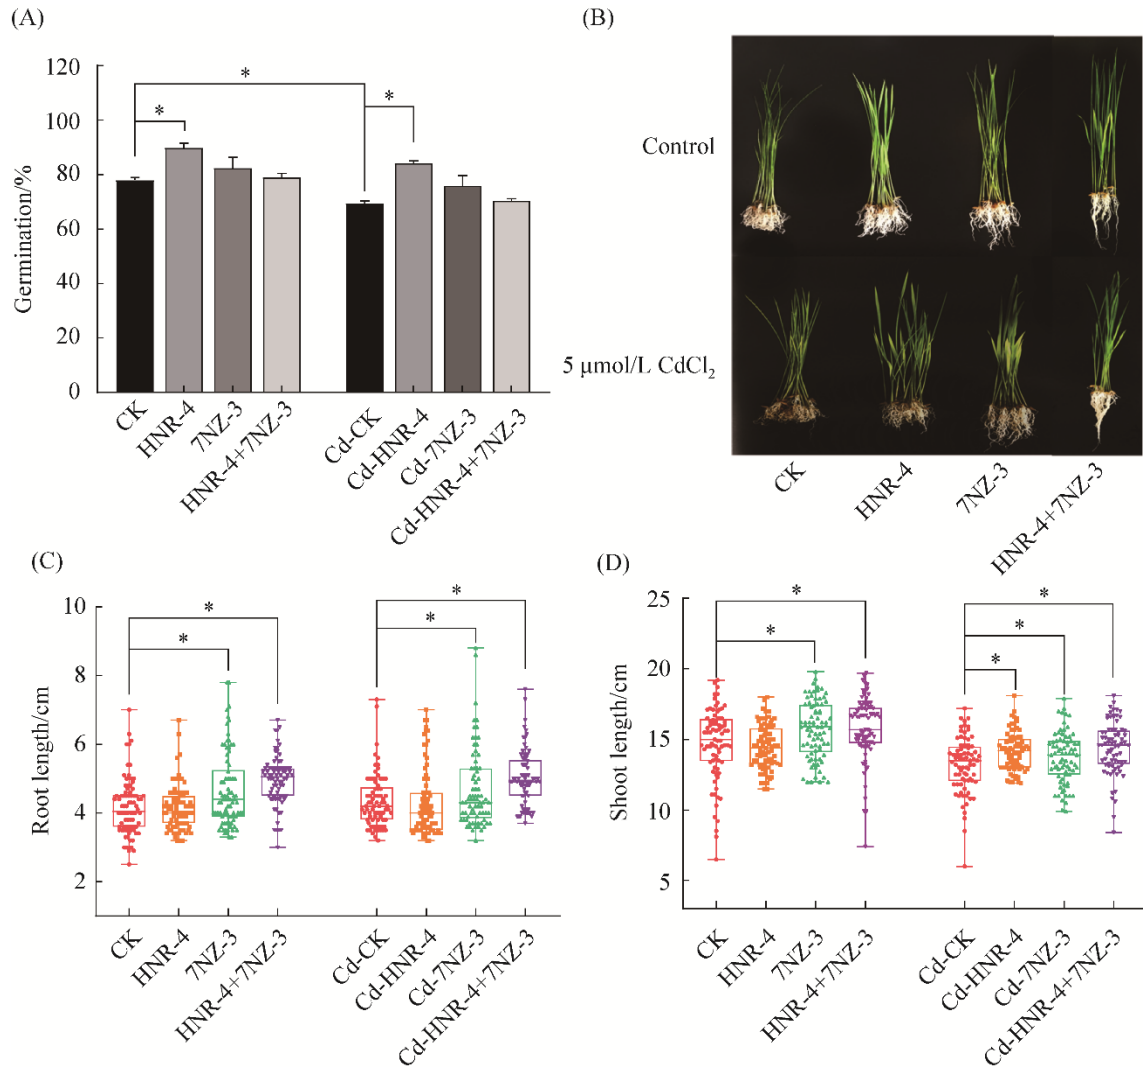 (A)
120
100
80
60
40
20
0
Germination/%
*
*
*
CK
HNR-4
7NZ-3
HNR-4+7NZ-3
Cd-CK
Cd-HNR-4
Cd-7NZ-3
Cd-HNR-4+7NZ-3
(B)
Control
5 μmol/L CdCl₂
CK
HNR-4
7NZ-3
HNR-4+7NZ-3
(C)
10
8
6
4
2
Root length/cm
*
*
*
*
CK
HNR-4
7NZ-3
HNR-4+7NZ-3
Cd-CK
Cd-HNR-4
Cd-7NZ-3
Cd-HNR-4+7NZ-3
(D)
25
20
15
10
5
Shoot length/cm
*
*
*
*
*
CK
HNR-4
7NZ-3
HNR-4+7NZ-3
Cd-CK
Cd-HNR-4
Cd-7NZ-3
Cd-HNR-4+7NZ-3